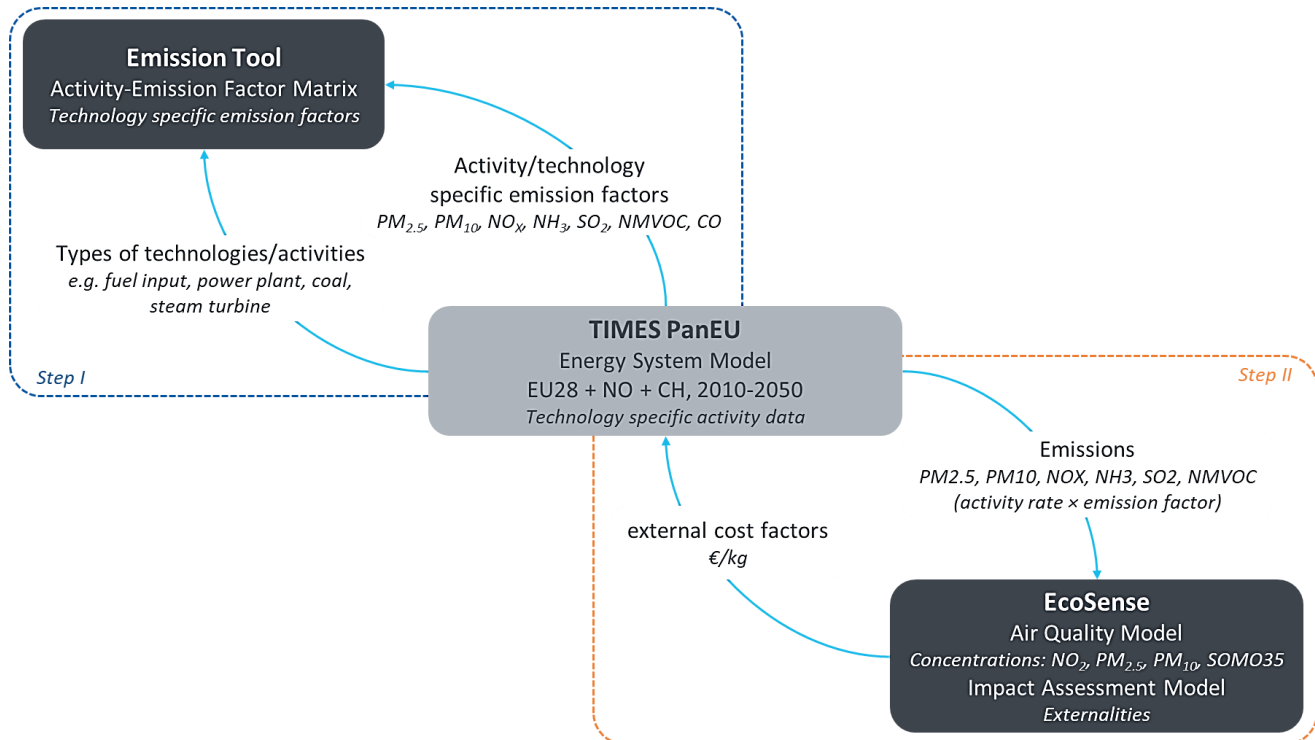 Emission Tool
Activity-Emission Factor Matrix
Technology specific emission factors
Activity/technology
specific emission factors
PM2.5, PM10, NOX, NH3, SO2, NMVOC, CO
Types of technologies/activities
e.g. fuel input, power plant, coal,
steam turbine
Step I
TIMES PanEU
Energy System Model
EU28 + NO + CH, 2010-2050
Technology specific activity data
Step II
Emissions
PM2.5, PM10, NOX, NH3, SO2, NMVOC
(activity rate × emission factor)
external cost factors
€/kg
EcoSense
Air Quality Model
Concentrations: NO2, PM2.5, PM10, SOMO35
Impact Assessment Model
Externalities